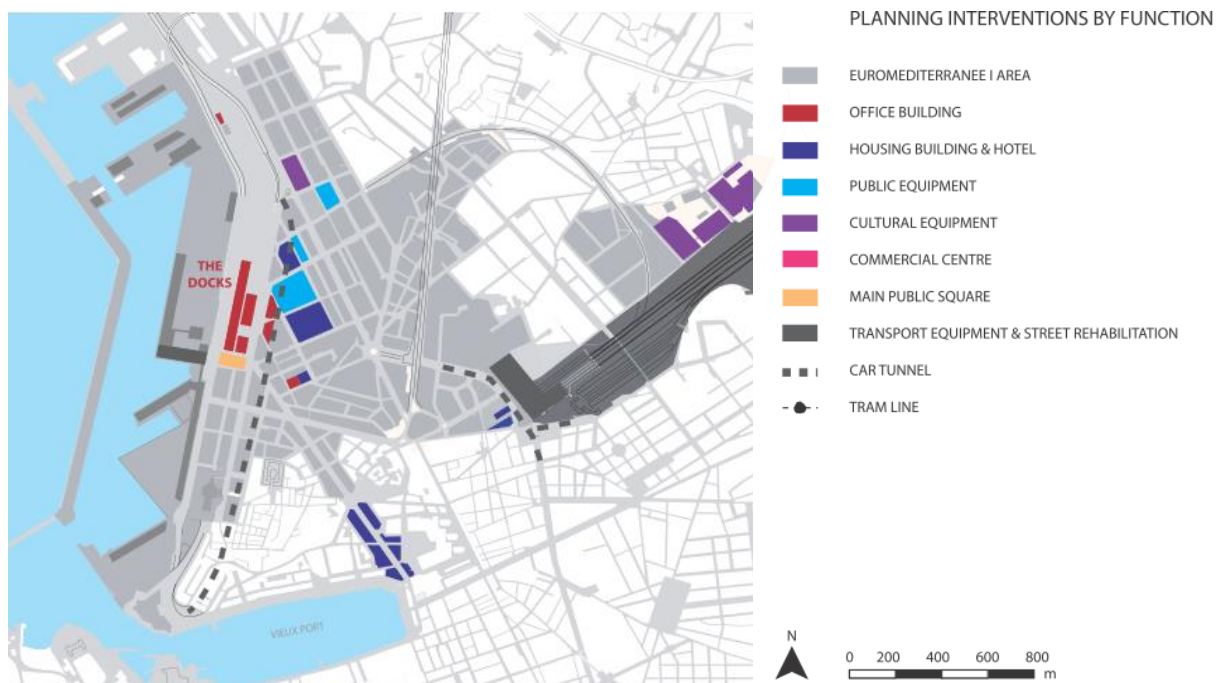 PLANNING INTERVENTIONS BY FUNCTION
EUROMEDITERRANEE I AREA
OFFICE BUILDING
HOUSING BUILDING & HOTEL
PUBLIC EQUIPMENT
CULTURAL EQUIPMENT
COMMERCIAL CENTRE
MAIN PUBLIC SQUARE
TRANSPORT EQUIPMENT & STREET REHABILITATION
CAR TUNNEL
TRAM LINE
THE
DOCKS
VIEUX PORT
N
0 200 400 600 800
m